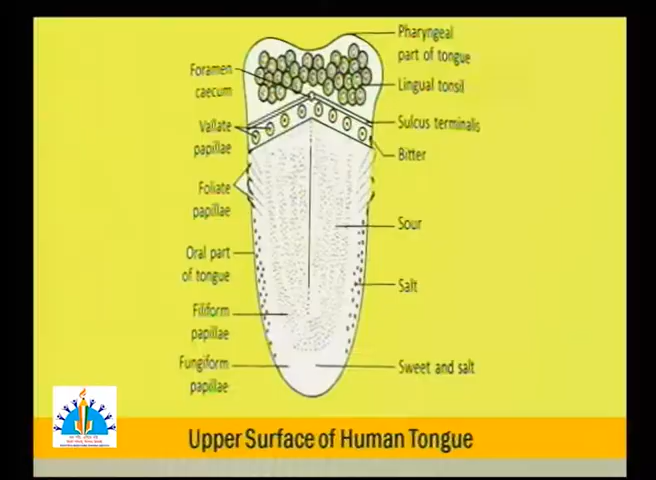 Pharyngeal
part of tongue
Foramen
caecum
Lingual tonsil
Vallate
papillae
Sulcus terminalis
Bitter
Foliate
papillae
Sour
Oral part
of tongue
Salt
Filiform
papillae
Fungiform
papillae
Sweet and salt
Upper Surface of Human Tongue